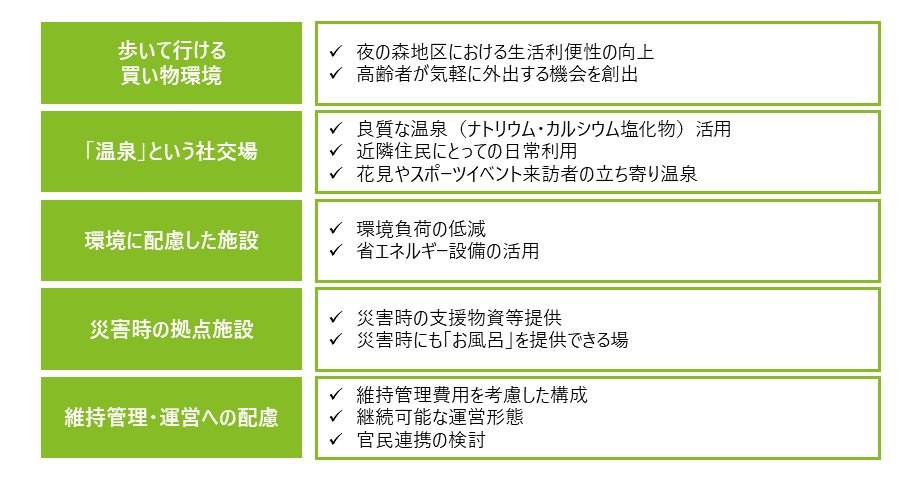 歩いて行ける
買い物環境
✓ 夜の森地区における生活利便性の向上
✓ 高齢者が気軽に外出する機会を創出
「温泉」という社交場
✓ 良質な温泉（ナトリウム・カルシウム塩化物）活用
✓ 近隣住民にとっての日常利用
✓ 花見やスポーツイベント来訪者の立ち寄り温泉
環境に配慮した施設
✓ 環境負荷の低減
✓ 省エネルギー設備の活用
災害時の拠点施設
✓ 災害時の支援物資等提供
✓ 災害時にも「お風呂」を提供できる場
維持管理・運営への配慮
✓ 維持管理費用を考慮した構成
✓ 継続可能な運営形態
✓ 官民連携の検討